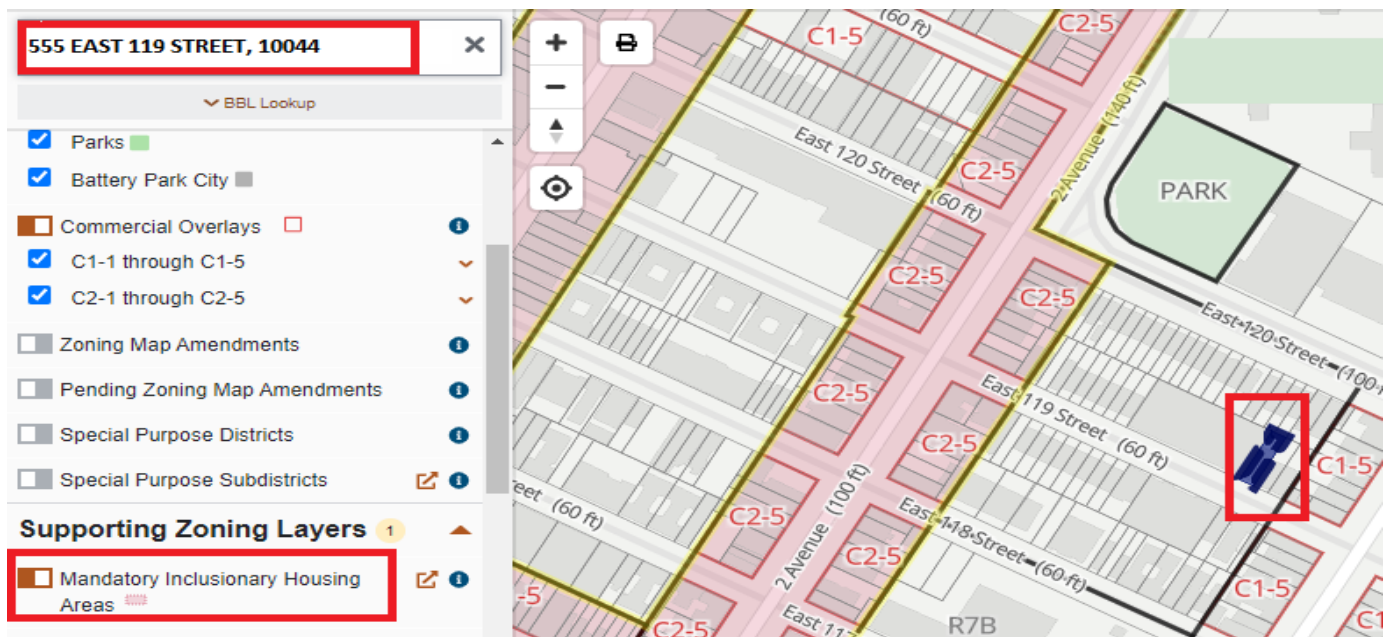 555 EAST 119 STREET, 10044
BBL Lookup
Parks
Battery Park City
Commercial Overlays
C1-1 through C1-5
C2-1 through C2-5
Zoning Map Amendments
Pending Zoning Map Amendments
Special Purpose Districts
Special Purpose Subdistricts
Supporting Zoning Layers 1
Mandatory Inclusionary Housing
Areas
(60 ft)
C1-5
C2-5
2 Avenue (140 ft)
East 120 Street (60 ft)
C2-5
PARK
C2-5
C2-5
East 120 Street (100
C2-5
East 119 Street (60 ft)
C2-5
C1-5
eet (60 ft)
C2-5
2 Avenue (100 ft)
East 118 Street (60 ft)
C2-5
-5
C1-5
C2-5
East
R7B
C1